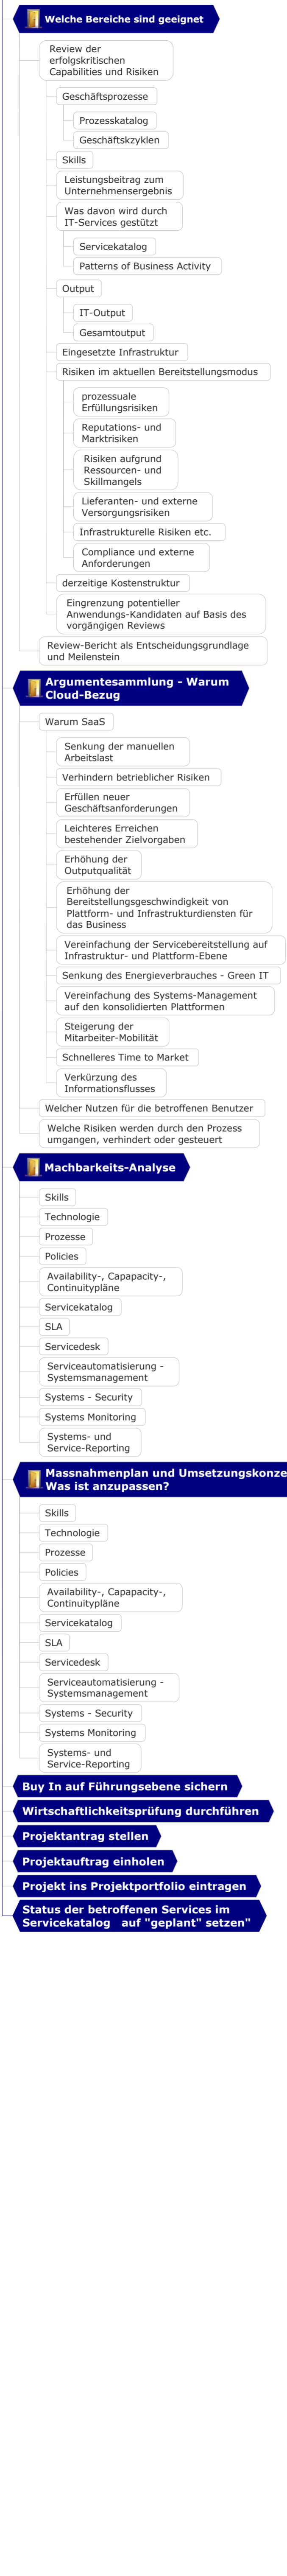 Welche Bereiche sind geeignet
Review der
erfolgskritischen
Capabilities und Risiken
Geschäftsprozesse
Prozesskatalog
Geschäftskzyklen
Skills
Leistungsbeitrag zum
Unternehmensergebnis
Was davon wird durch
IT-Services gestützt
Servicekatalog
Patterns of Business Activity
Output
IT-Output
Gesamtoutput
Eingesetzte Infrastruktur
Risiken im aktuellen Bereitstellungsmodus
prozessuale
Erfüllungsrisiken
Reputations- und
Marktrisiken
Risiken aufgrund
Ressourcen- und
Skillmangels
Lieferanten- und externe
Versorgungsrisiken
Infrastrukturelle Risiken etc.
Compliance und externe
Anforderungen
derzeitige Kostenstruktur
Eingrenzung potentieller
Anwendungs-Kandidaten auf Basis des
vorgängigen Reviews
Review-Bericht als Entscheidungsgrundlage
und Meilenstein
Argumentesammlung - Warum
Cloud-Bezug
Warum SaaS
Senkung der manuellen
Arbeitslast
Verhindern betrieblicher Risiken
Erfüllen neuer
Geschäftsanforderungen
Leichteres Erreichen
bestehender Zielvorgaben
Erhöhung der
Outputqualität
Erhöhung der
Bereitstellungsgeschwindigkeit von
Plattform- und Infrastrukturdiensten für
das Business
Vereinfachung der Servicebereitstellung auf
Infrastruktur- und Plattform-Ebene
Senkung des Energieverbrauches - Green IT
Vereinfachung des Systems-Management
auf den konsolidierten Plattformen
Steigerung der
Mitarbeiter-Mobilität
Schnelleres Time to Market
Verkürzung des
Informationsflusses
Welcher Nutzen für die betroffenen Benutzer
Welche Risiken werden durch den Prozess
umgangen, verhindert oder gesteuert
Machbarkeits-Analyse
Skills
Technologie
Prozesse
Policies
Availability-, Capapacity-,
Continuitypläne
Servicekatalog
SLA
Servicedesk
Serviceautomatisierung -
Systemsmanagement
Systems - Security
Systems Monitoring
Systems- und
Service-Reporting
Massnahmenplan und Umsetzungskonze
Was ist anzupassen?
Skills
Technologie
Prozesse
Policies
Availability-, Capapacity-,
Continuitypläne
Servicekatalog
SLA
Servicedesk
Serviceautomatisierung -
Systemsmanagement
Systems - Security
Systems Monitoring
Systems- und
Service-Reporting
Buy In auf Führungsebene sichern
Wirtschaftlichkeitsprüfung durchführen
Projektantrag stellen
Projektauftrag einholen
Projekt ins Projektportfolio eintragen
Status der betroffenen Services im
Servicekatalog auf "geplant" setzen"